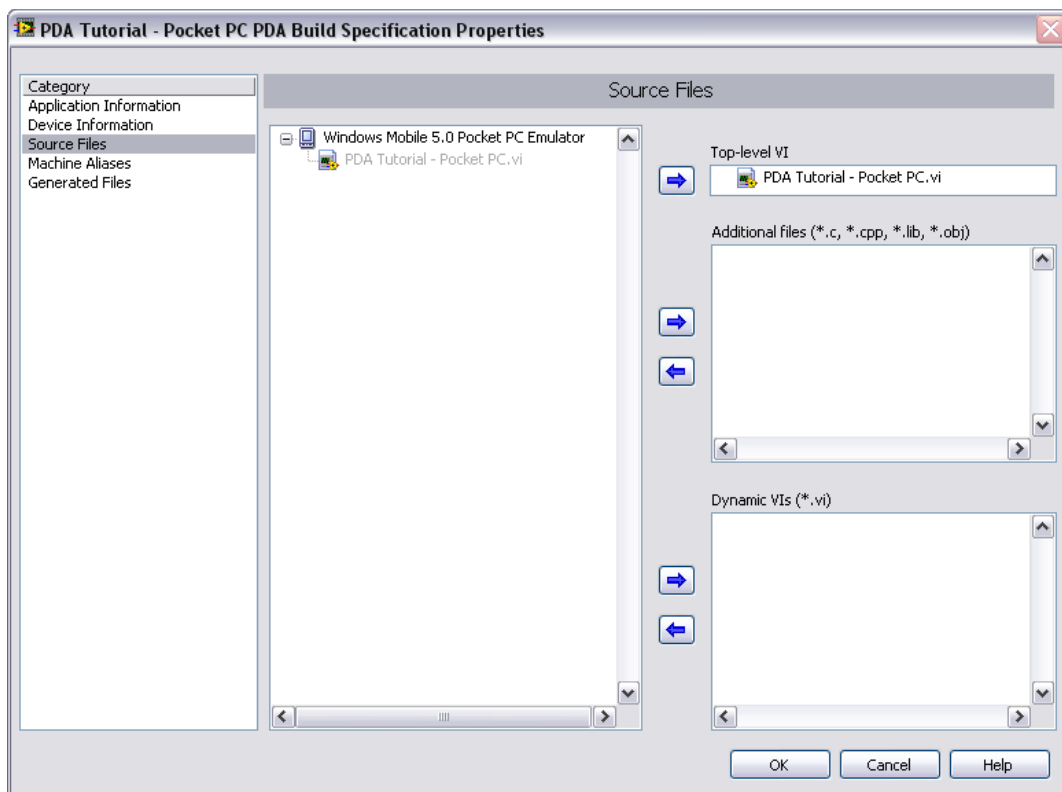 PDA Tutorial - Pocket PC PDA Build Specification Properties
Category
Application Information
Device Information
Source Files
Machine Aliases
Generated Files
Source Files
Windows Mobile 5.0 Pocket PC Emulator
PDA Tutorial - Pocket PC.vi
Top-level VI
PDA Tutorial - Pocket PC.vi
Additional files (*.c, *.cpp, *.lib, *.obj)
Dynamic VIs (*.vi)
OK
Cancel
Help